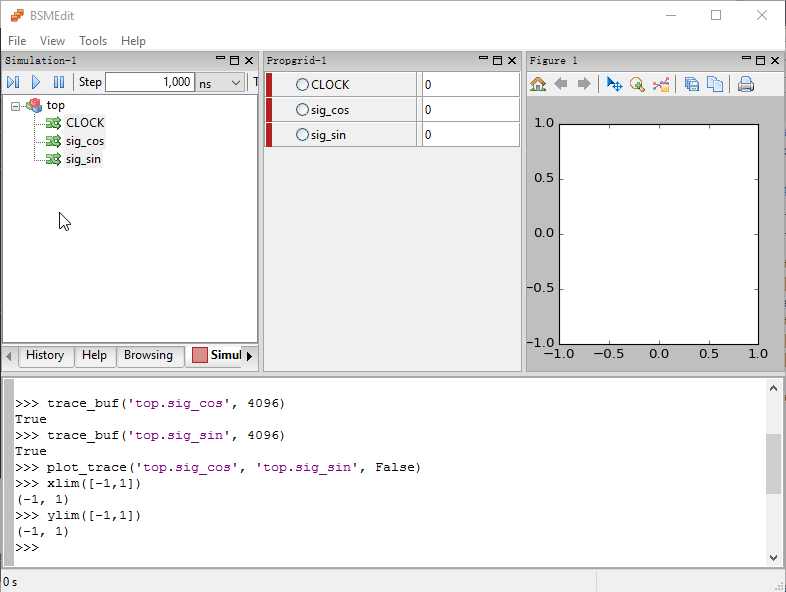 BSMEdit
File View Tools Help
Simulation-1
Step 1,000 ns T
top
CLOCK
sig_cos
sig_sin
History Help Browsing Simul
Propgrid-1
CLOCK 0
sig_cos 0
sig_sin 0
Figure 1
1.0
0.5
0.0
−0.5
−1.0
−1.0 −0.5 0.0 0.5 1.0
>>> trace_buf('top.sig_cos', 4096)
True
>>> trace_buf('top.sig_sin', 4096)
True
>>> plot_trace('top.sig_cos', 'top.sig_sin', False)
>>> xlim([-1,1])
(-1, 1)
>>> ylim([-1,1])
(-1, 1)
>>>
0 s